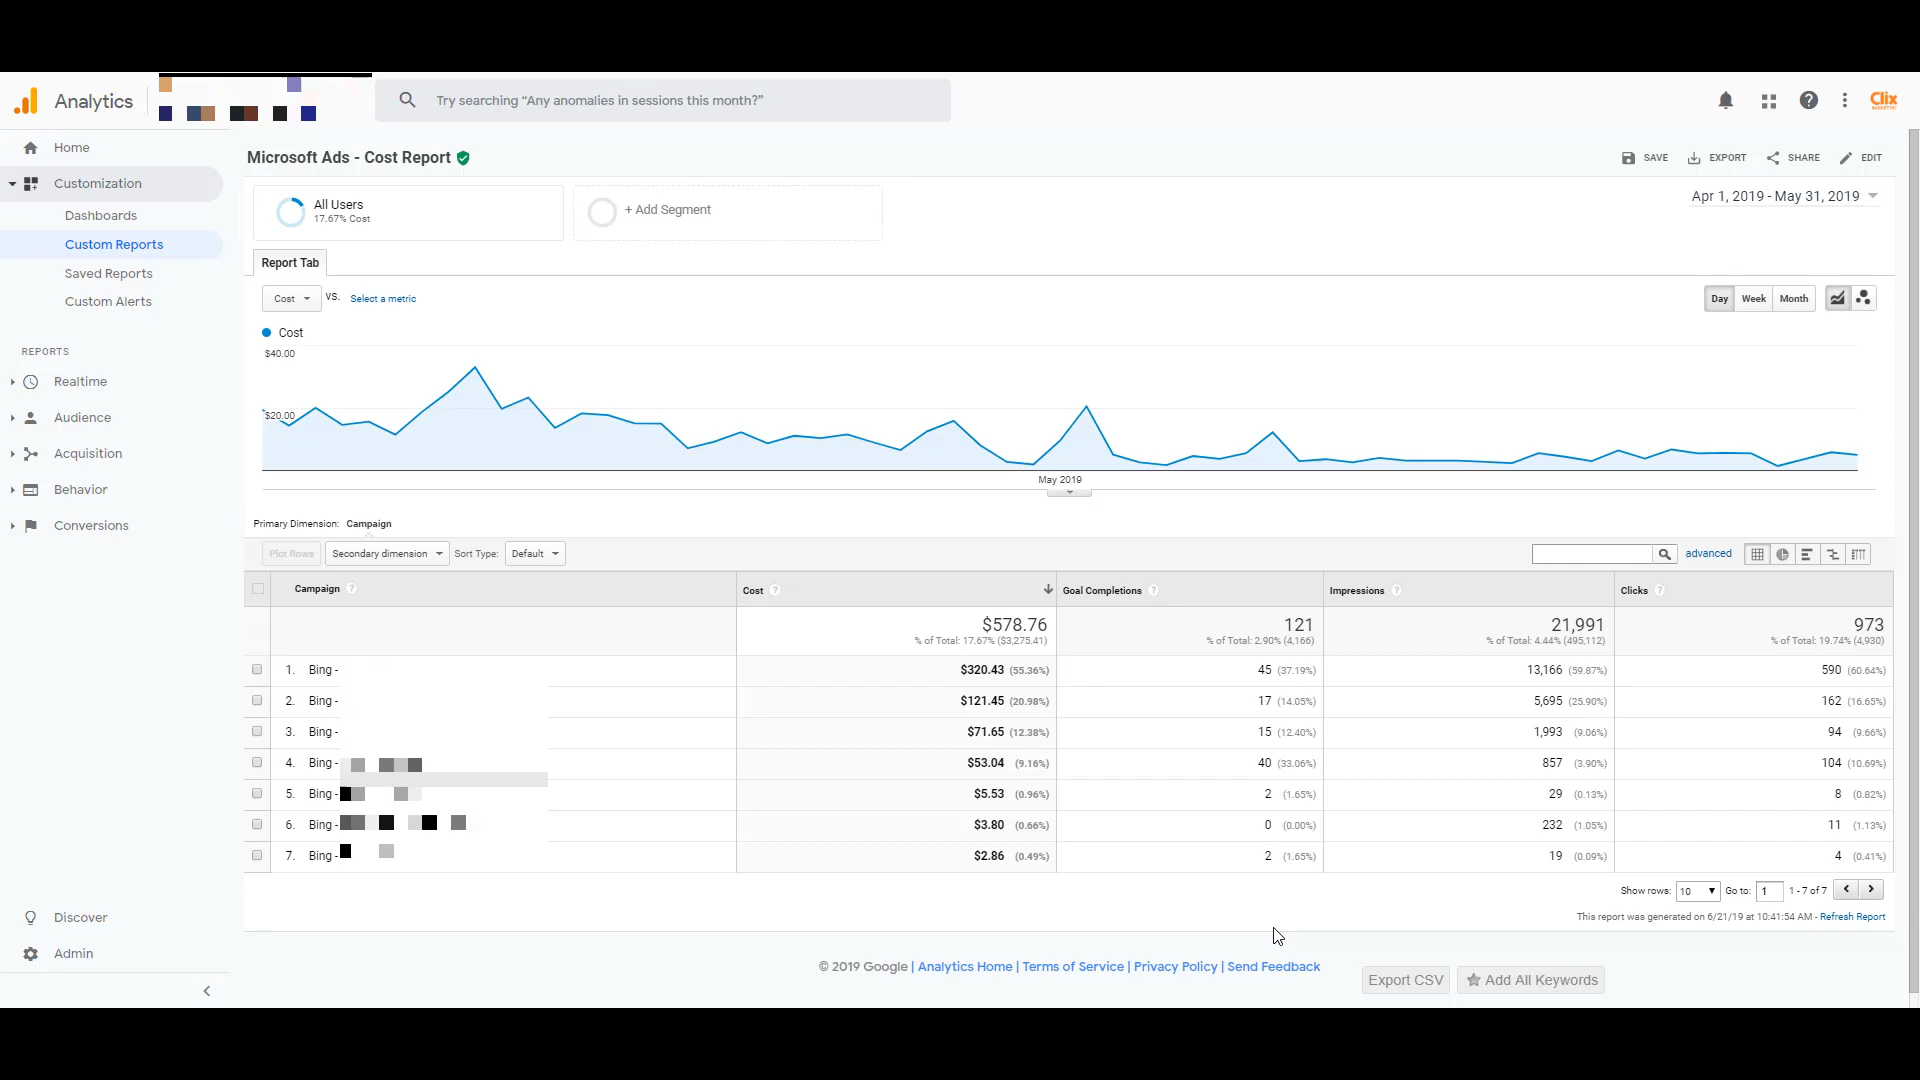 Analytics
Try searching “Any anomalies in sessions this month?”
Clix
Home
Customization
Dashboards
Custom Reports
Saved Reports
Custom Alerts
REPORTS
Realtime
Audience
Acquisition
Behavior
Conversions
Discover
Admin
Microsoft Ads - Cost Report
SAVE EXPORT SHARE EDIT
All Users
17.67% Cost
+ Add Segment
Apr 1, 2019 - May 31, 2019
Report Tab
Cost VS. Select a metric
Day Week Month
Cost
$40.00
$20.00
May 2019
Primary Dimension: Campaign
Plot Rows Secondary dimension Sort Type: Default advanced
Campaign ? Cost ? Goal Completions ? Impressions ? Clicks ?
$578.76 121 21,991 973
% of Total: 17.67% ($3,275.41) % of Total: 2.90% (4,166) % of Total: 4.44% (495,112) % of Total: 19.74% (4,930)
1. Bing - $320.43 (55.36%) 45 (37.19%) 13,166 (59.87%) 590 (60.64%)
2. Bing - $121.45 (20.98%) 17 (14.05%) 5,695 (25.90%) 162 (16.65%)
3. Bing - $71.65 (12.38%) 15 (12.40%) 1,993 (9.06%) 94 (9.66%)
4. Bing - $53.04 (9.16%) 40 (33.06%) 857 (3.90%) 104 (10.69%)
5. Bing - $5.53 (0.96%) 2 (1.65%) 29 (0.13%) 8 (0.82%)
6. Bing - $3.80 (0.66%) 0 (0.00%) 232 (1.05%) 11 (1.13%)
7. Bing - $2.86 (0.49%) 2 (1.65%) 19 (0.09%) 4 (0.41%)
Show rows: 10 Go to: 1 1 - 7 of 7
This report was generated on 6/21/19 at 10:41:54 AM - Refresh Report
© 2019 Google | Analytics Home | Terms of Service | Privacy Policy | Send Feedback
Export CSV Add All Keywords